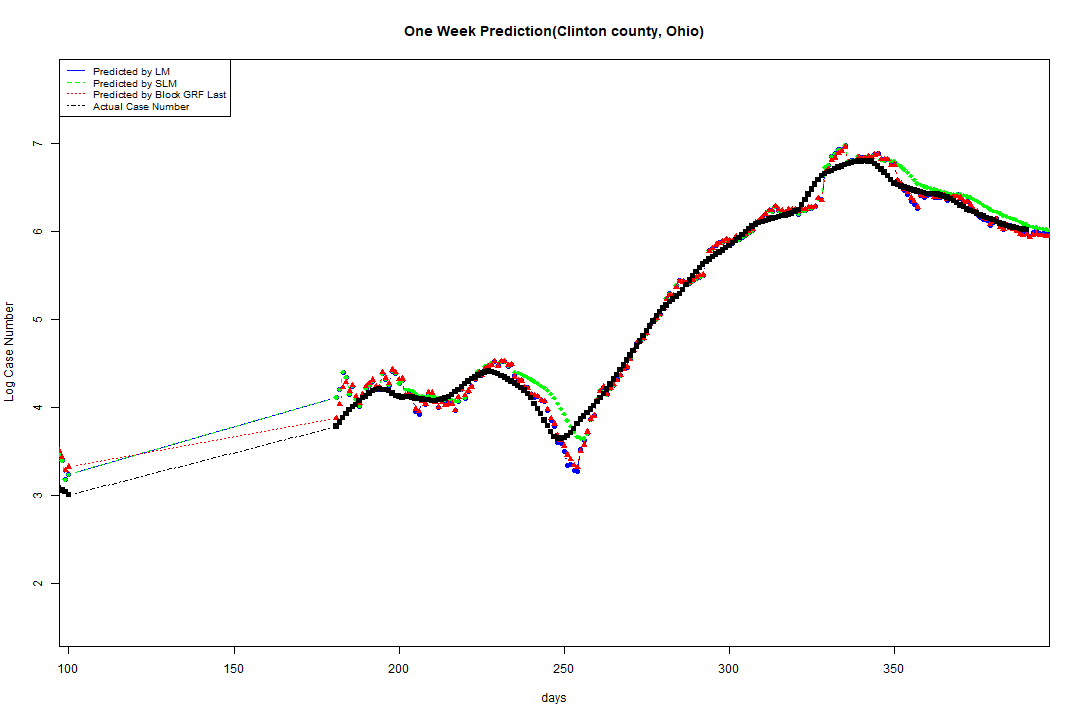 One Week Prediction(Clinton county, Ohio)
Predicted by LM
Predicted by SLM
Predicted by Block GRF Last
Actual Case Number
Log Case Number
7
6
5
4
3
2
100 150 200 250 300 350
days